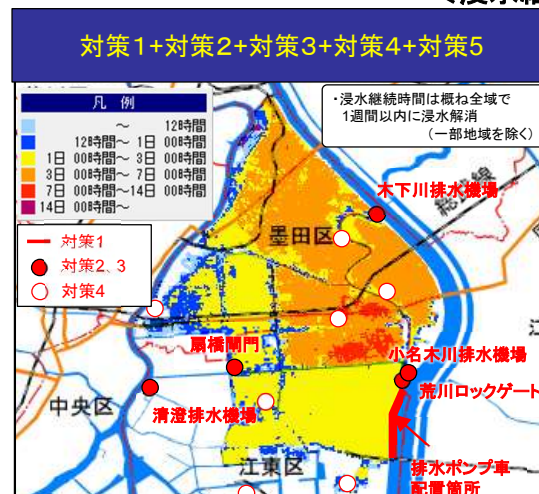 対策1+対策2+対策3+対策4+対策5
凡 例
～ 12時間
12時間～ 1日 00時間
1日 00時間～ 3日 00時間
3日 00時間～ 7日 00時間
7日 00時間～14日 00時間
14日 00時間～
・浸水継続時間は概ね全域で
1週間以内に浸水解消
（一部地域を除く）
対策1
対策2、3
対策4
木下川排水機場
総武線
墨田区
扇橋閘門
小名木川排水機場
荒川ロックゲート
中央区
清澄排水機場
江東区
排水ポンプ車
配置箇所